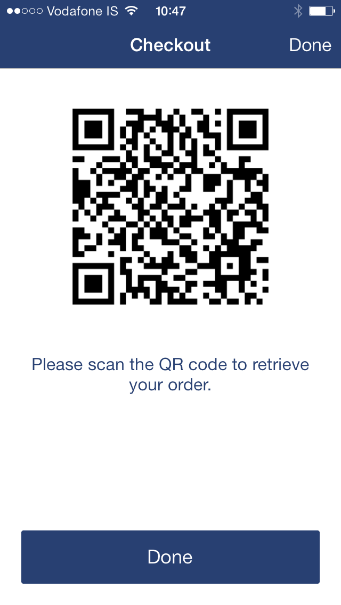 Vodafone IS 10:47
Checkout Done
Please scan the QR code to retrieve
your order.
Done